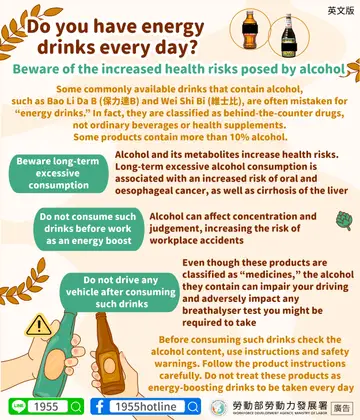 英文版
Do you have energy
drinks every day?
Beware of the increased health risks posed by alcohol
Some commonly available drinks that contain alcohol,
such as Bao Li Da B (保力達B) and Wei Shi Bi (維士比), are often mistaken for
“energy drinks.” In fact, they are classified as behind-the-counter drugs,
not ordinary beverages or health supplements.
Some products contain more than 10% alcohol.
Beware long-term
excessive
consumption
Alcohol and its metabolites increase health risks.
Long-term excessive alcohol consumption is
associated with an increased risk of oral and
oesophageal cancer, as well as cirrhosis of the liver
Do not consume such
drinks before work
as an energy boost
Alcohol can affect concentration and
judgement, increasing the risk of
workplace accidents
Do not drive any
vehicle after consuming
such drinks
Even though these products are
classified as “medicines,” the alcohol
they contain can impair your driving
and adversely impact any
breathalyser test you might be
required to take
Before consuming such drinks check the
alcohol content, use instructions and safety
warnings. Follow the product instructions
carefully. Do not treat these products as
energy-boosting drinks to be taken every day
LINE 1955
1955hotline
勞動部勞動力發展署
WORKFORCE DEVELOPMENT AGENCY, MINISTRY OF LABOR
廣告